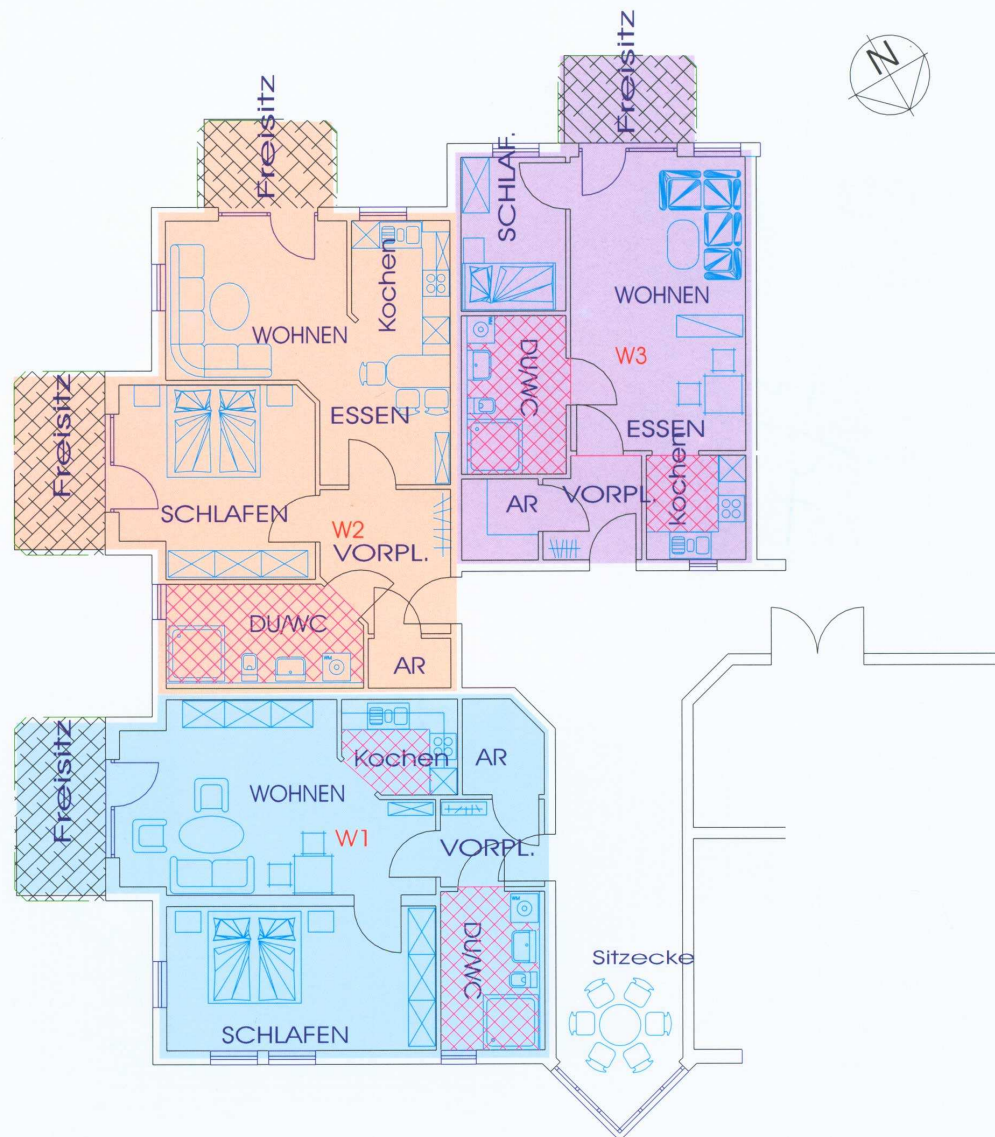 N
Freisitz
Freisitz
SCHLAF.
Kochen
WOHNEN
WOHNEN
W3
DU/WC
Freisitz
ESSEN
ESSEN
Kochen
SCHLAFEN
W2
VORPL.
AR
VORPL.
DU/WC
AR
Freisitz
Kochen
AR
WOHNEN
W1
VORPL.
DU/WC
Sitzecke
SCHLAFEN